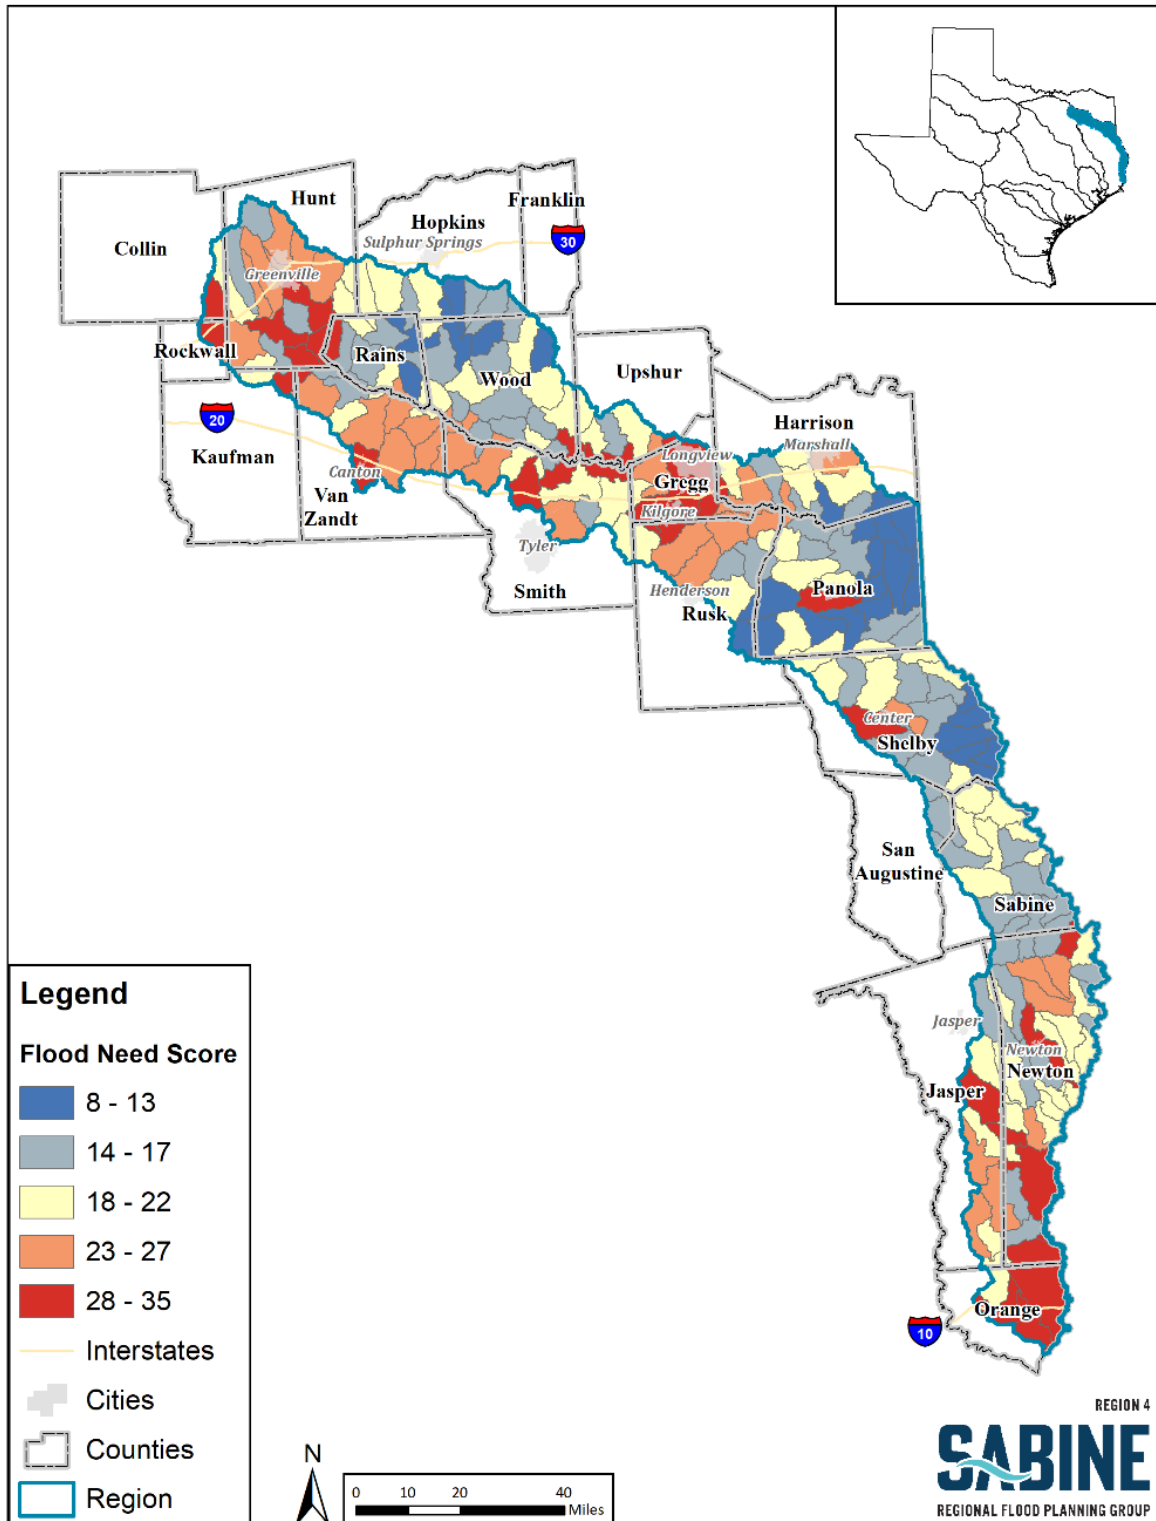 Hunt
Franklin
Hopkins
Collin
Sulphur Springs
30
Greenville
Rockwall
Rains
Wood
Upshur
20
Harrison
Marshall
Kaufman
Canton
Longview
Gregg
Van
Zandt
Kilgore
Tyler
Smith
Henderson
Rusk
Panola
Center
Shelby
San
Augustine
Sabine
Jasper
Newton
Newton
Jasper
Orange
10
Legend
Flood Need Score
8 - 13
14 - 17
18 - 22
23 - 27
28 - 35
Interstates
Cities
Counties
Region
N
0 10 20 40
Miles
REGION 4
SABINE
REGIONAL FLOOD PLANNING GROUP